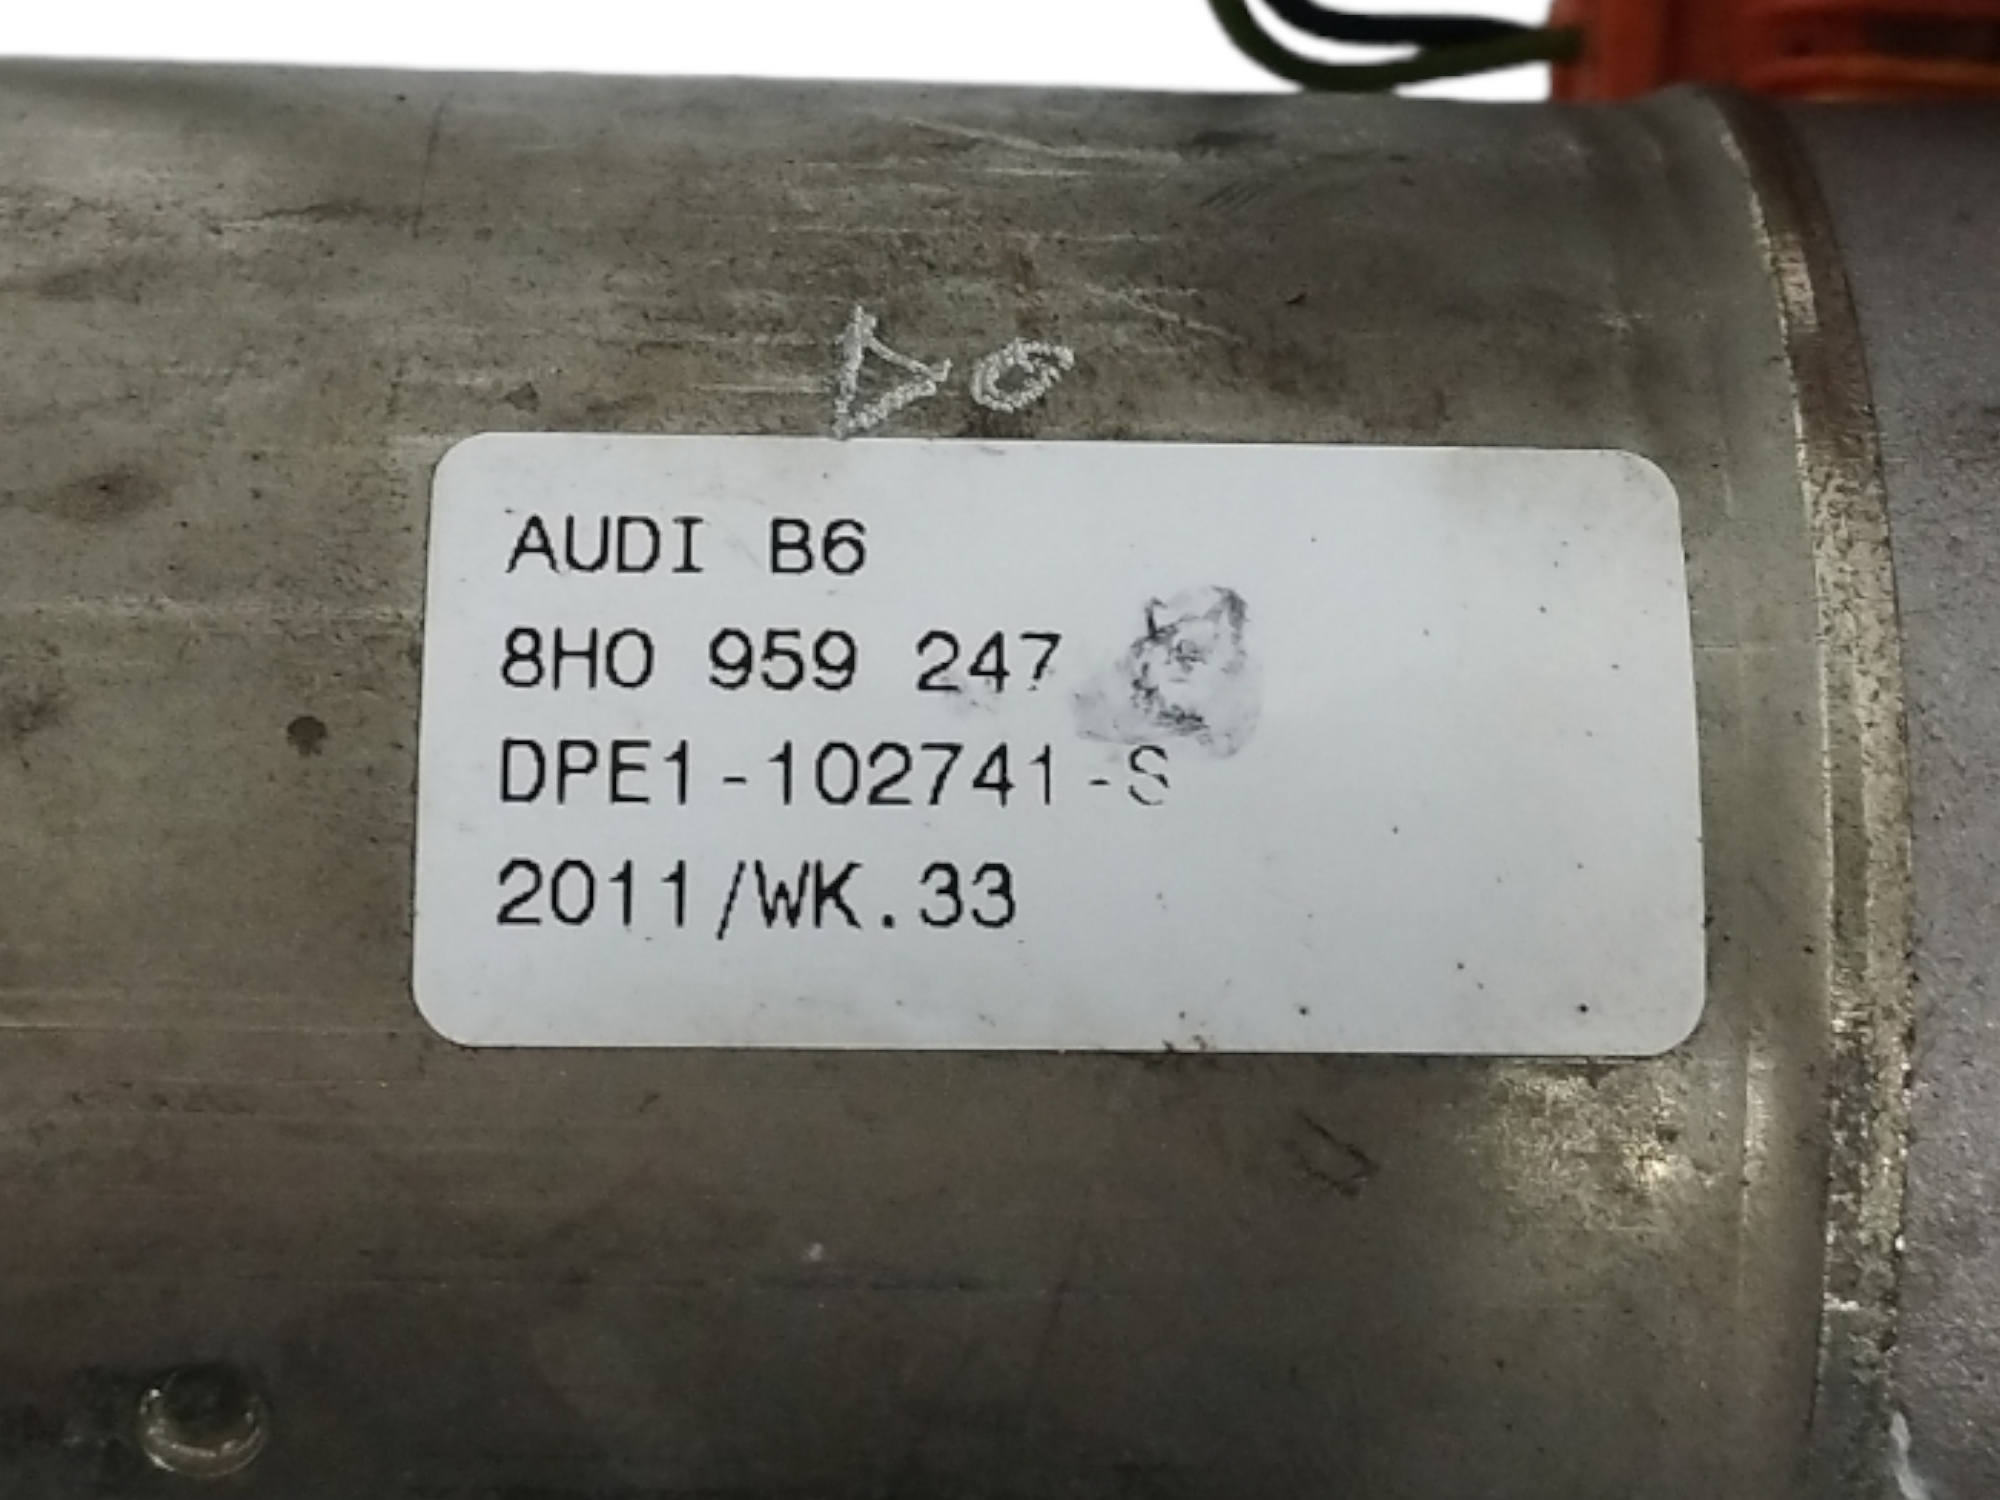 AUDI B6
8H0 959 247
DPE1-102741-S
2011/WK.33